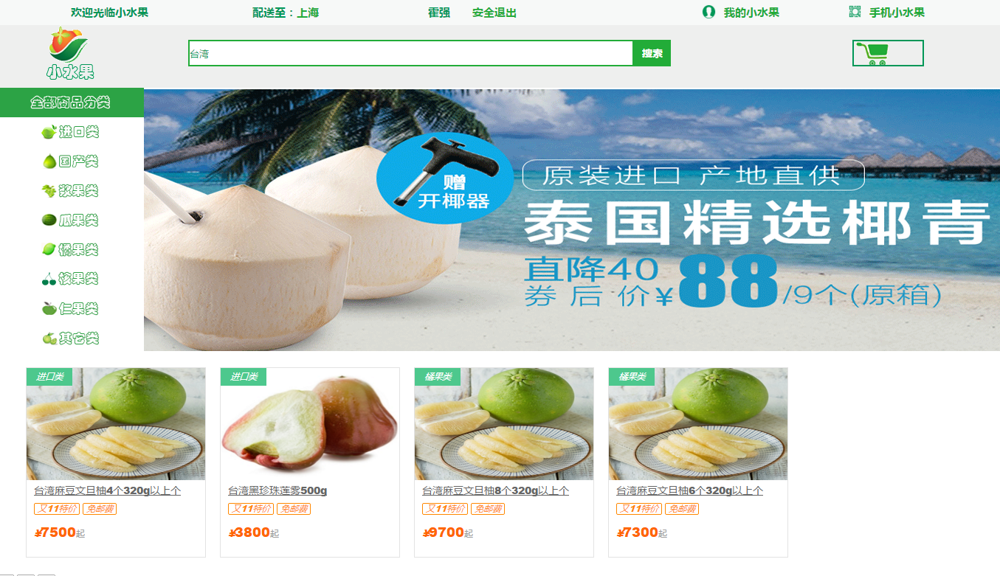 欢迎光临小水果 配送至：上海 霍强 安全退出 我的小水果 手机小水果
小水果
台湾 搜索
全部商品分类
进口类
国产类
浆果类
瓜果类
橘果类
核果类
仁果类
其它类
赠
开椰器
原装进口 产地直供
泰国精选椰青
直降40
券后价¥88/9个(原箱)
进口类 进口类 橘果类 橘果类
台湾麻豆文旦柚4个320g以上个 台湾黑珍珠莲雾500g 台湾麻豆文旦柚8个320g以上个 台湾麻豆文旦柚6个320g以上个
又11特价 免邮费 又11特价 免邮费 又11特价 免邮费 又11特价 免邮费
¥7500起 ¥3800起 ¥9700起 ¥7300起